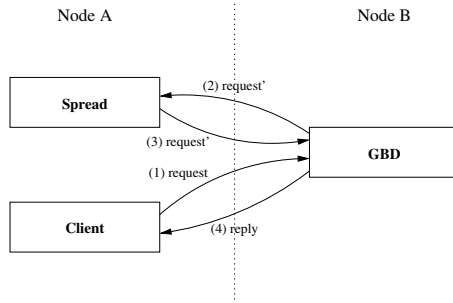 Node A
Node B
(2) request’
Spread
(3) request’
GBD
(1) request
Client
(4) reply